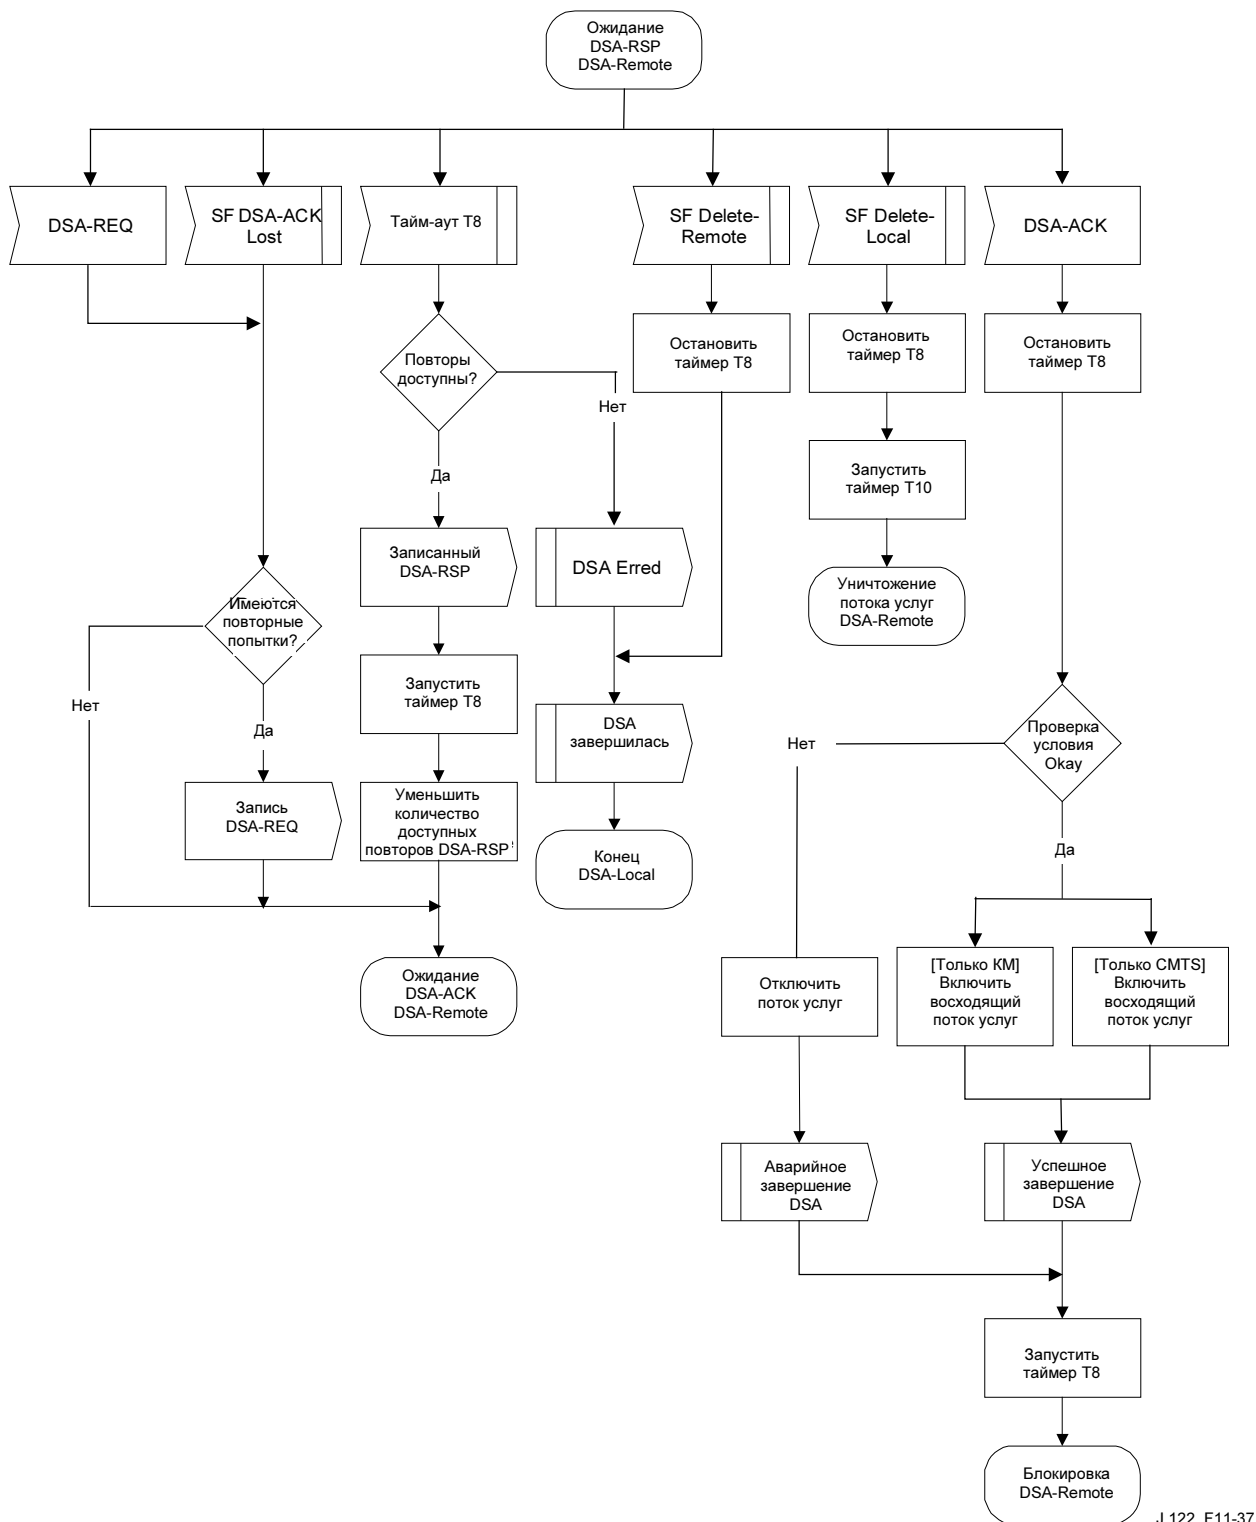 Ожидание
DSA-RSP
DSA-Remote
DSA-REQ
SF DSA-ACK
Lost
Тайм-аут T8
SF Delete-
Remote
SF Delete-
Local
DSA-ACK
Повторы
доступны?
Остановить
таймер T8
Остановить
таймер T8
Остановить
таймер T8
Нет
Да
Запустить
таймер T10
Записанный
DSA-RSP
DSA Erred
Уничтожение
потока услуг
DSA-Remote
Имеются
повторные
попытки?
Нет
Да
Запустить
таймер T8
DSA
завершилась
Проверка
условия
Okay
Нет
Да
Запись
DSA-REQ
Уменьшить
количество
доступных
повторов DSA-RSP
Конец
DSA-Local
Ожидание
DSA-ACK
DSA-Remote
Отключить
поток услуг
[Только КМ]
Включить
восходящий
поток услуг
[Только CMTS]
Включить
восходящий
поток услуг
Аварийное
завершение
DSA
Успешное
завершение
DSA
Запустить
таймер T8
Блокировка
DSA-Remote
J.122_F11-37